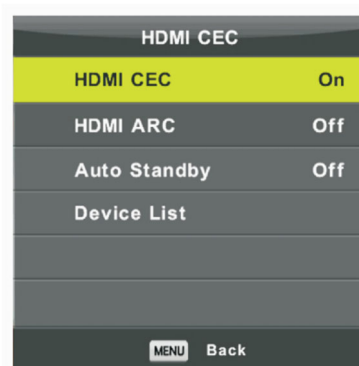 HDMI CEC
HDMI CEC On
HDMI ARC Off
Auto Standby Off
Device List
MENU Back